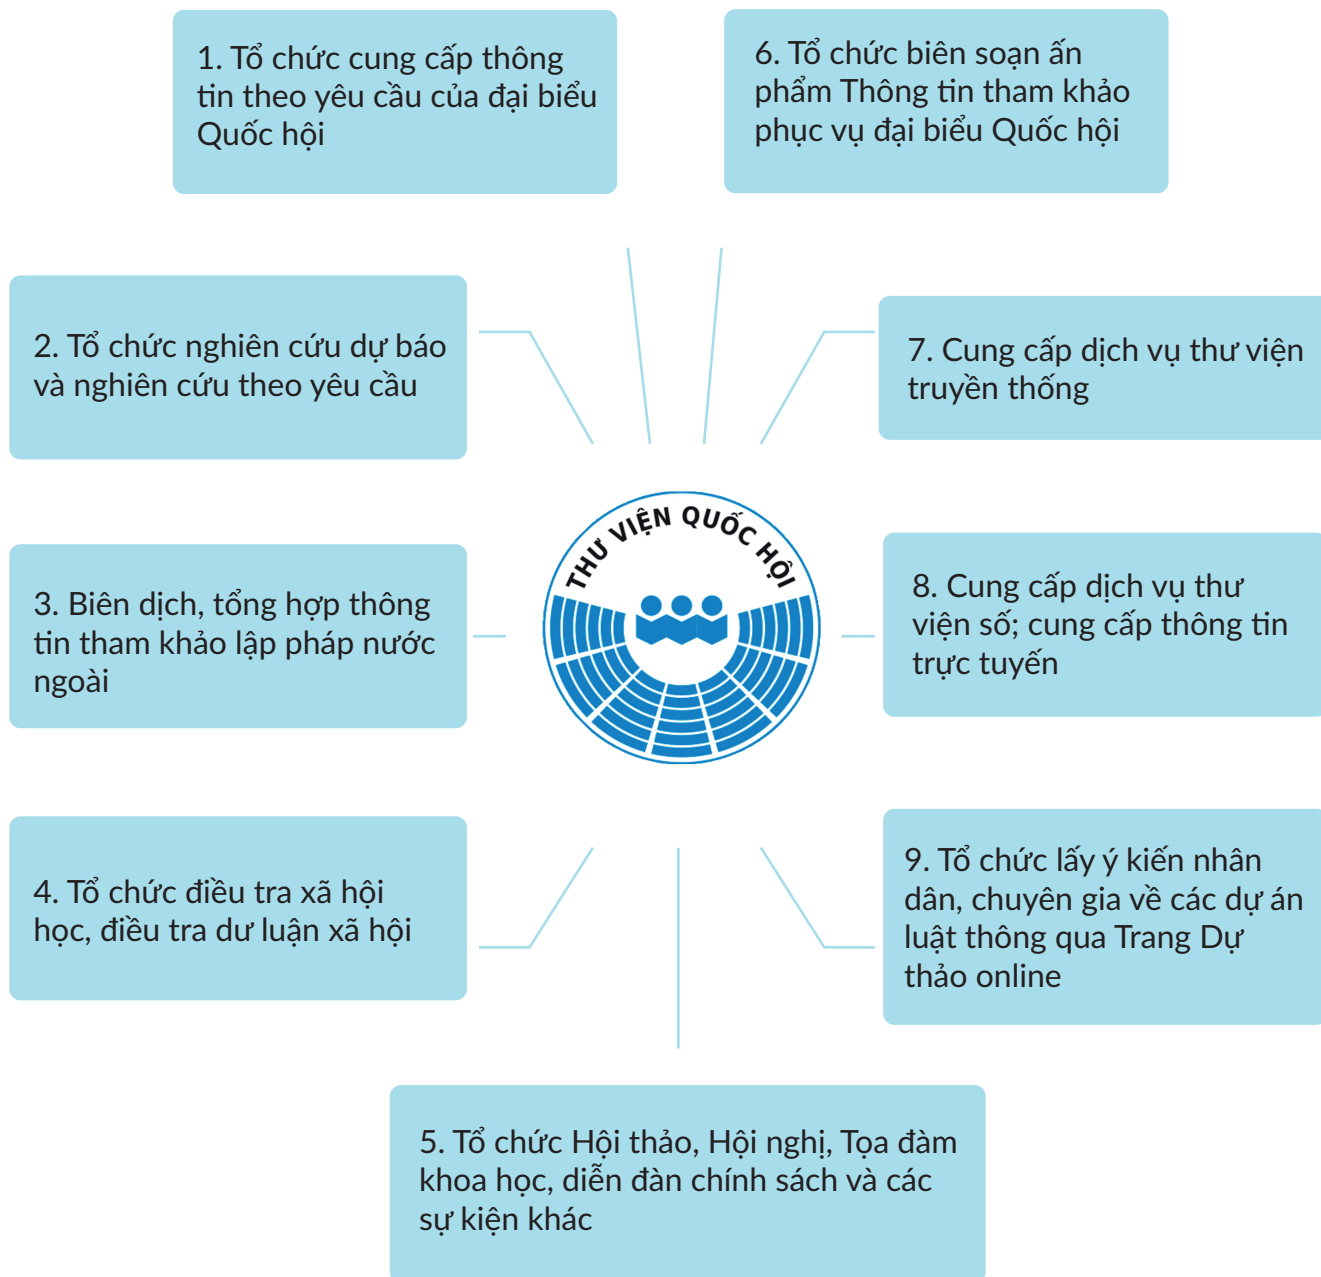 1. Tổ chức cung cấp thông
tin theo yêu cầu của đại biểu
Quốc hội
6. Tổ chức biên soạn ấn
phẩm Thông tin tham khảo
phục vụ đại biểu Quốc hội
2. Tổ chức nghiên cứu dự báo
và nghiên cứu theo yêu cầu
7. Cung cấp dịch vụ thư viện
truyền thống
THƯ VIỆN QUỐC HỘI
3. Biên dịch, tổng hợp thông
tin tham khảo lập pháp nước
ngoài
8. Cung cấp dịch vụ thư
viện số; cung cấp thông tin
trực tuyến
4. Tổ chức điều tra xã hội
học, điều tra dư luận xã hội
9. Tổ chức lấy ý kiến nhân
dân, chuyên gia về các dự án
luật thông qua Trang Dự
thảo online
5. Tổ chức Hội thảo, Hội nghị, Tọa đàm
khoa học, diễn đàn chính sách và các
sự kiện khác